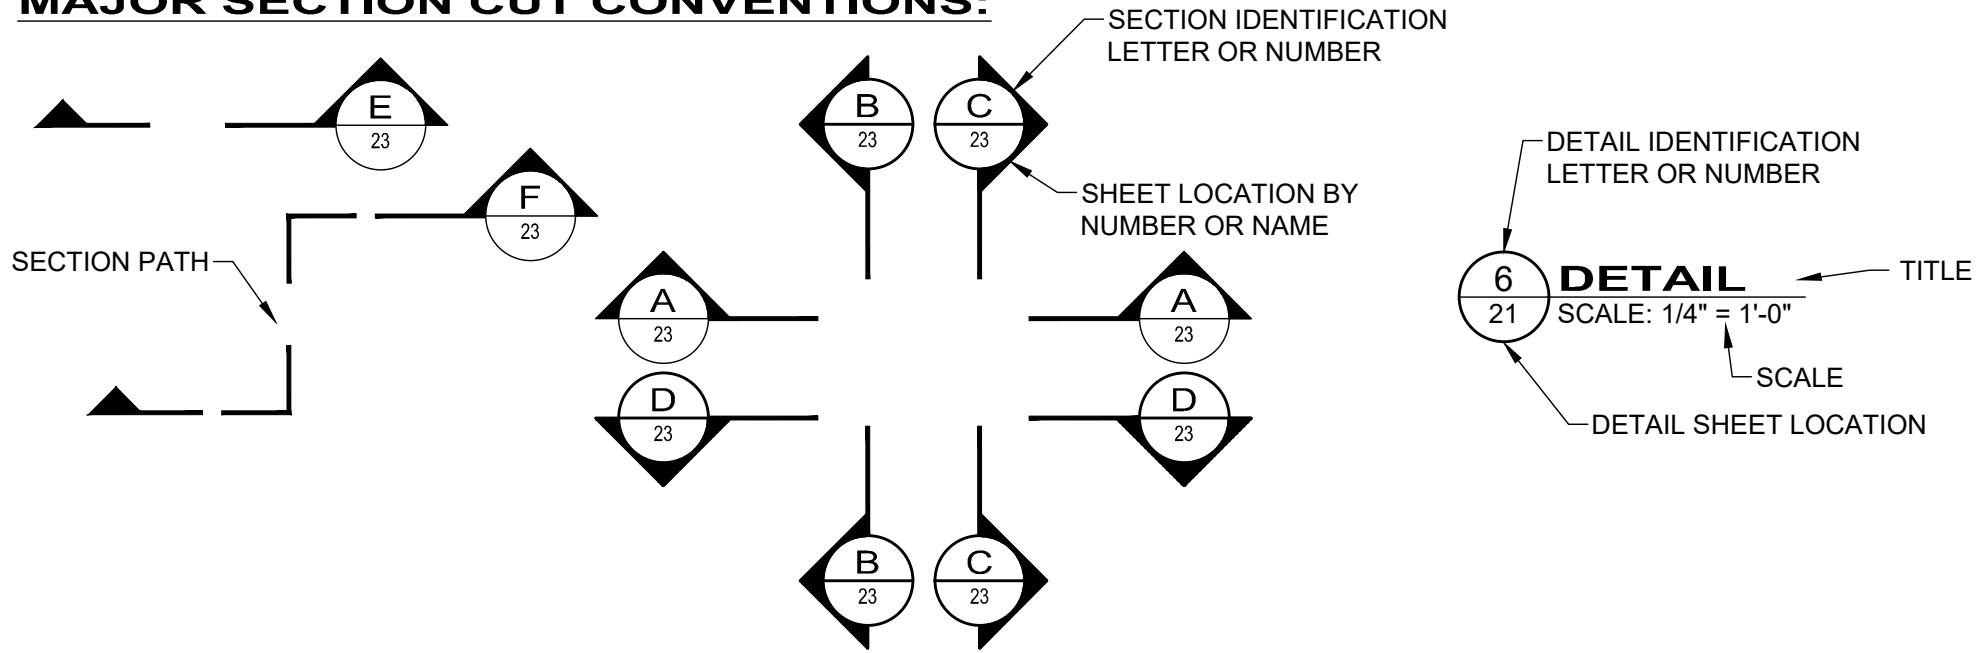 MAJOR SECTION CUT CONVENTIONS:
SECTION IDENTIFICATION
LETTER OR NUMBER
E
23
B
23
C
23
DETAIL IDENTIFICATION
LETTER OR NUMBER
F
23
SHEET LOCATION BY
NUMBER OR NAME
SECTION PATH
A
23
A
23
6
21
DETAIL
SCALE: 1/4" = 1'-0"
TITLE
SCALE
DETAIL SHEET LOCATION
D
23
D
23
B
23
C
23